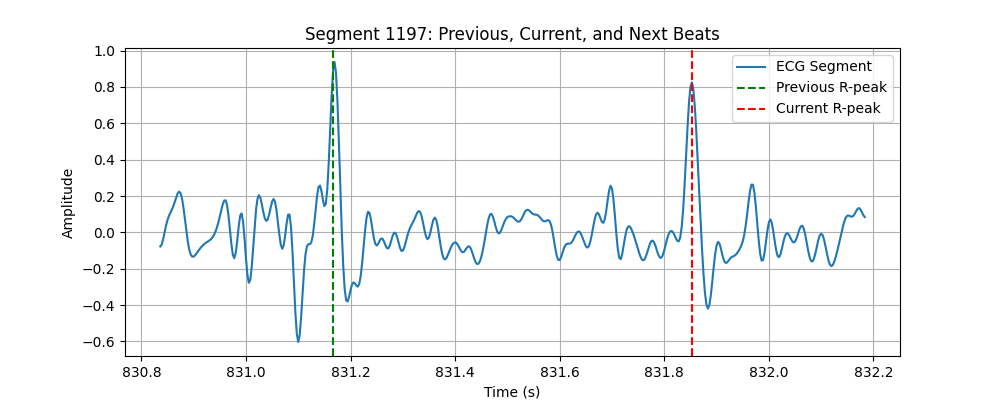 Segment 1197: Previous, Current, and Next Beats
ECG Segment
Previous R-peak
Current R-peak
Amplitude
1.0
0.8
0.6
0.4
0.2
0.0
−0.2
−0.4
−0.6
830.8 831.0 831.2 831.4 831.6 831.8 832.0 832.2
Time (s)